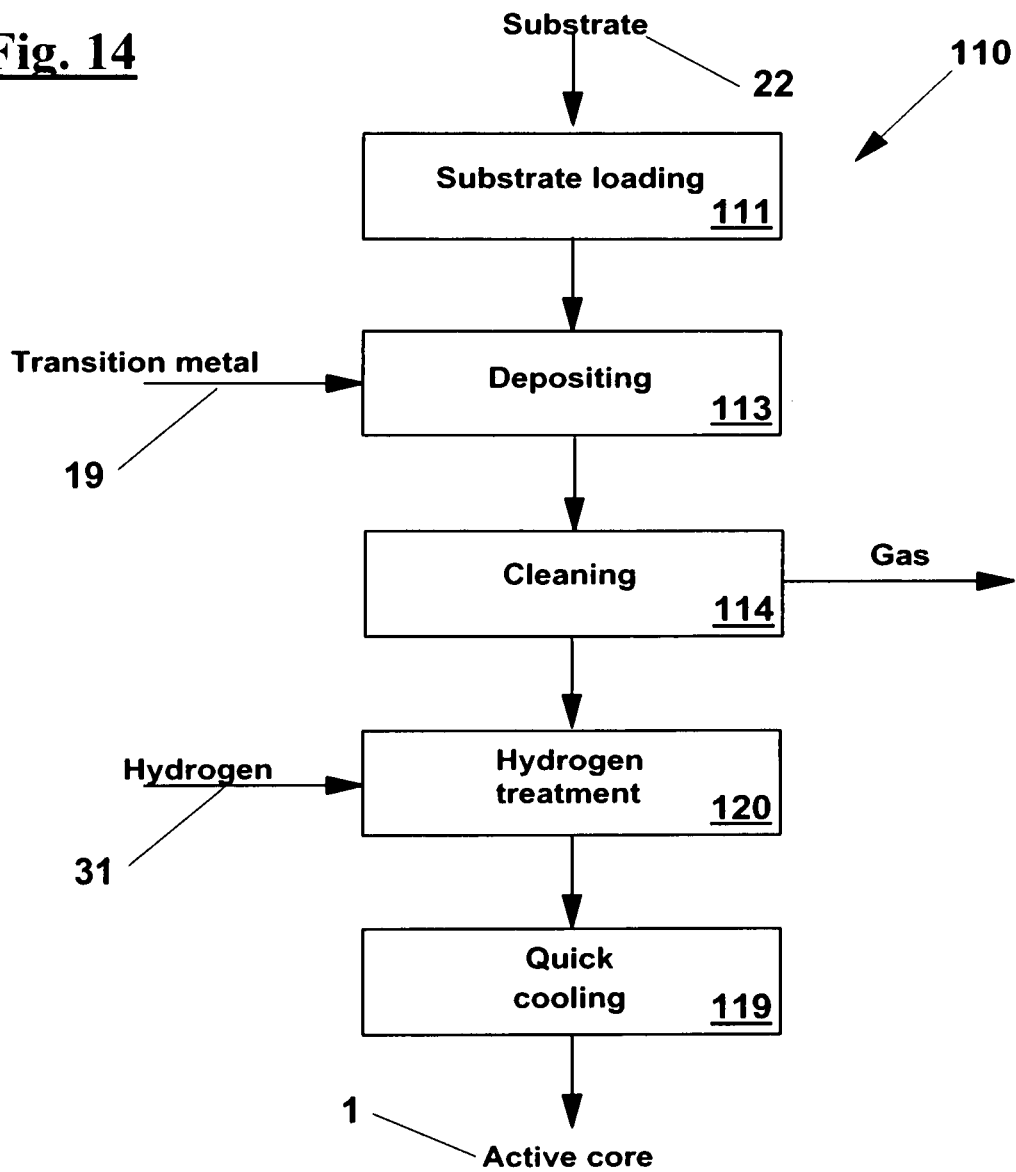 Fig. 14
Substrate
22
110
Substrate loading
111
Transition metal
Depositing
113
19
Cleaning
114
Gas
Hydrogen
Hydrogen
treatment
120
31
Quick
cooling
119
1
Active core